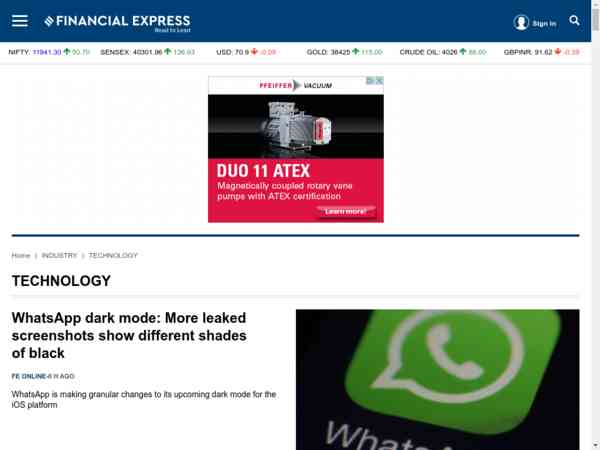 FINANCIAL EXPRESS
Read to Lead
Sign In
NIFTY: 11941.30 50.70 SENSEX: 40301.96 136.93 USD: 70.9 -0.09 GOLD: 38425 115.00 CRUDE OIL: 4026 86.00 GBPINR: 91.62 -0.39
PFEIFFER VACUUM
DUO 11 ATEX
Magnetically coupled rotary vane
pumps with ATEX certification
Learn more!
Home | INDUSTRY | TECHNOLOGY
TECHNOLOGY
WhatsApp dark mode: More leaked
screenshots show different shades
of black
FE ONLINE
WhatsApp is making granular changes to its upcoming dark mode for the
iOS platform